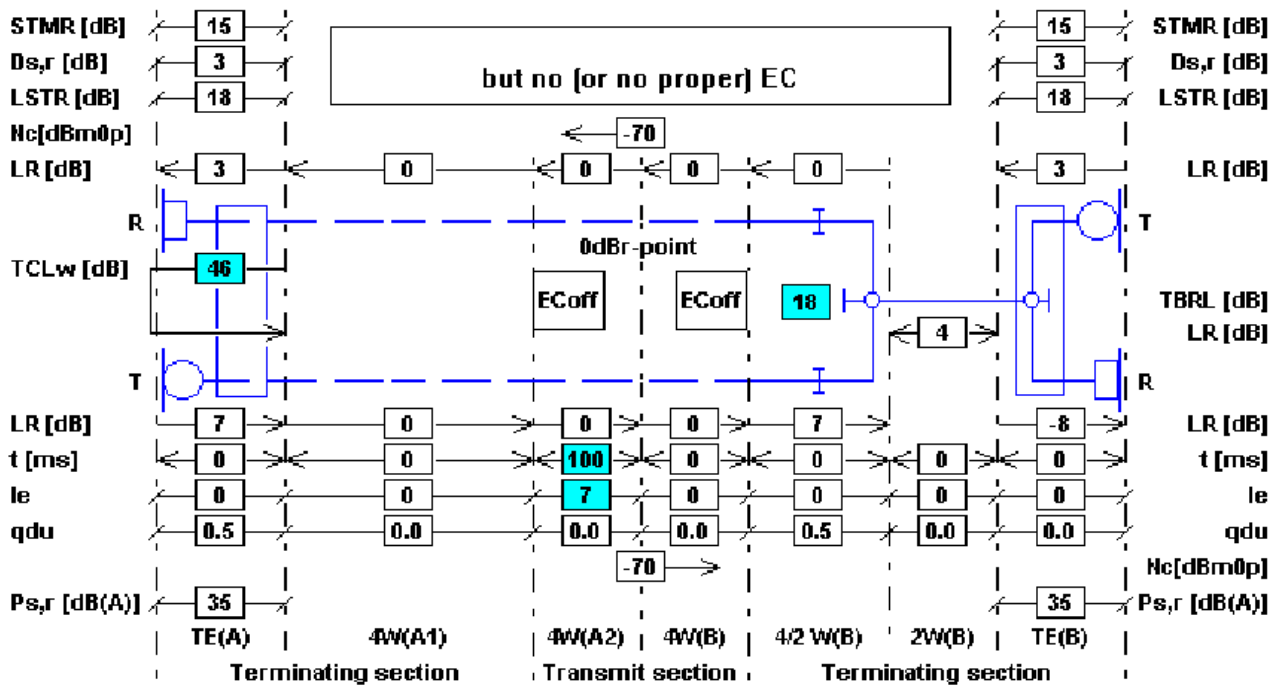 STMR [dB] 15 15 STMR [dB]
Ds,r [dB] 3 3 Ds,r [dB]
but no (or no proper) EC
LSTR [dB] 18 18 LSTR [dB]
Nc[dBm0p] -70
LR [dB] 3 0 0 0 0 3 LR [dB]
R T
0dBr-point
TCLw [dB] 46
ECoff ECoff 18 TBRL [dB]
4 LR [dB]
T R
LR [dB] 7 0 0 0 7 -8 LR [dB]
t [ms] 0 0 100 0 0 0 0 t [ms]
Ie 0 0 7 0 0 0 0 Ie
qdu 0.5 0.0 0.0 0.0 0.5 0.0 0.0 qdu
-70 Nc[dBm0p]
Ps,r [dB(A)] 35 35 Ps,r [dB(A)]
TE(A) 4W(A1) 4W(A2) 4W(B) 4/2 W(B) 2W(B) TE(B)
Terminating section Transmit section Terminating section